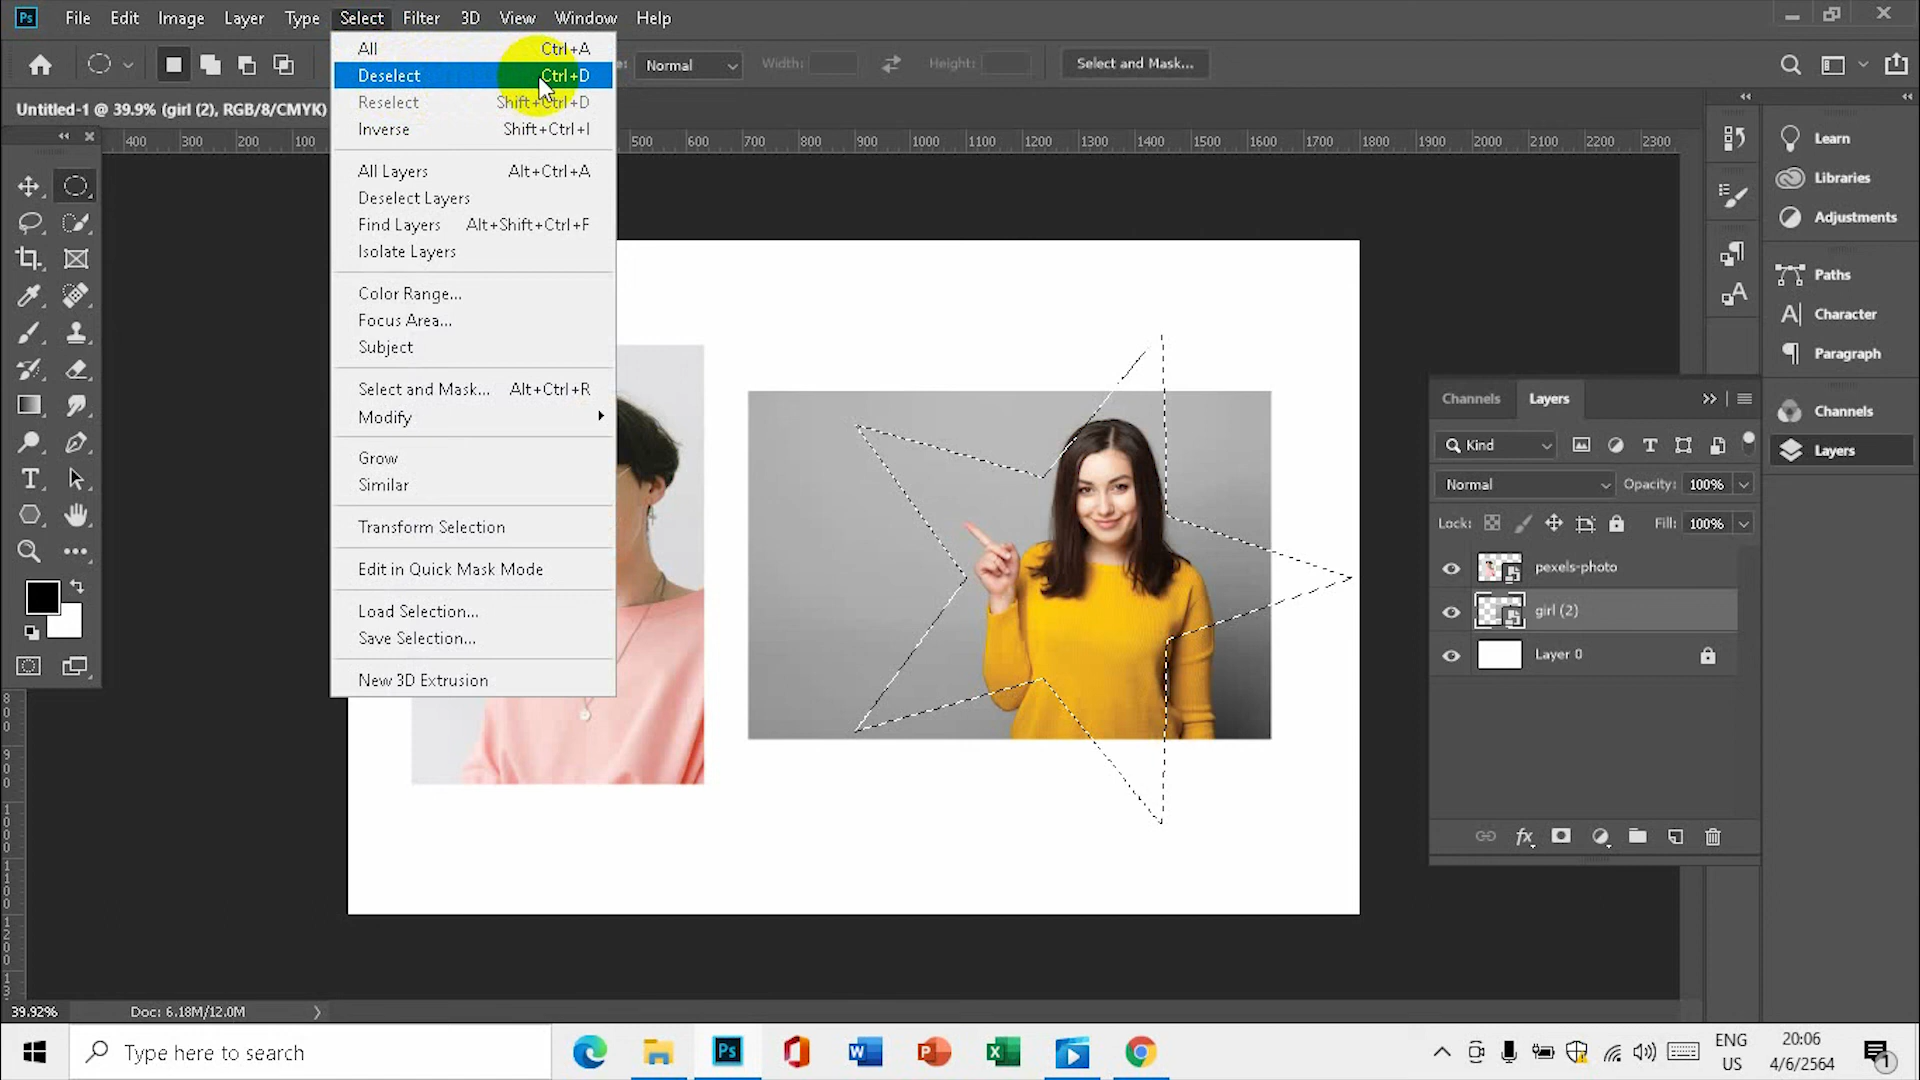 Ps File Edit Image Layer Type Select Filter 3D View Window Help
All Ctrl+A
Deselect Ctrl+D
Reselect Shift+Ctrl+D
Inverse Shift+Ctrl+I
All Layers Alt+Ctrl+A
Deselect Layers
Find Layers Alt+Shift+Ctrl+F
Isolate Layers
Color Range...
Focus Area...
Subject
Select and Mask... Alt+Ctrl+R
Modify
Grow
Similar
Transform Selection
Edit in Quick Mask Mode
Load Selection...
Save Selection...
New 3D Extrusion
Normal Width: Height: Select and Mask...
Untitled-1 @ 39.9% (girl (2), RGB/8/CMYK)
400 300 200 100 500 600 700 800 900 1000 1100 1200 1300 1400 1500 1600 1700 1800 1900 2000 2100 2200 2300
Learn
Libraries
Adjustments
Paths
Character
Paragraph
Channels
Layers
Channels Layers
Kind
Normal Opacity: 100%
Lock: Fill: 100%
pexels-photo
girl (2)
Layer 0
fx
39.92% Doc: 6.18M/12.0M
Type here to search
Ps
ENG
US
20:06
4/6/2564
1